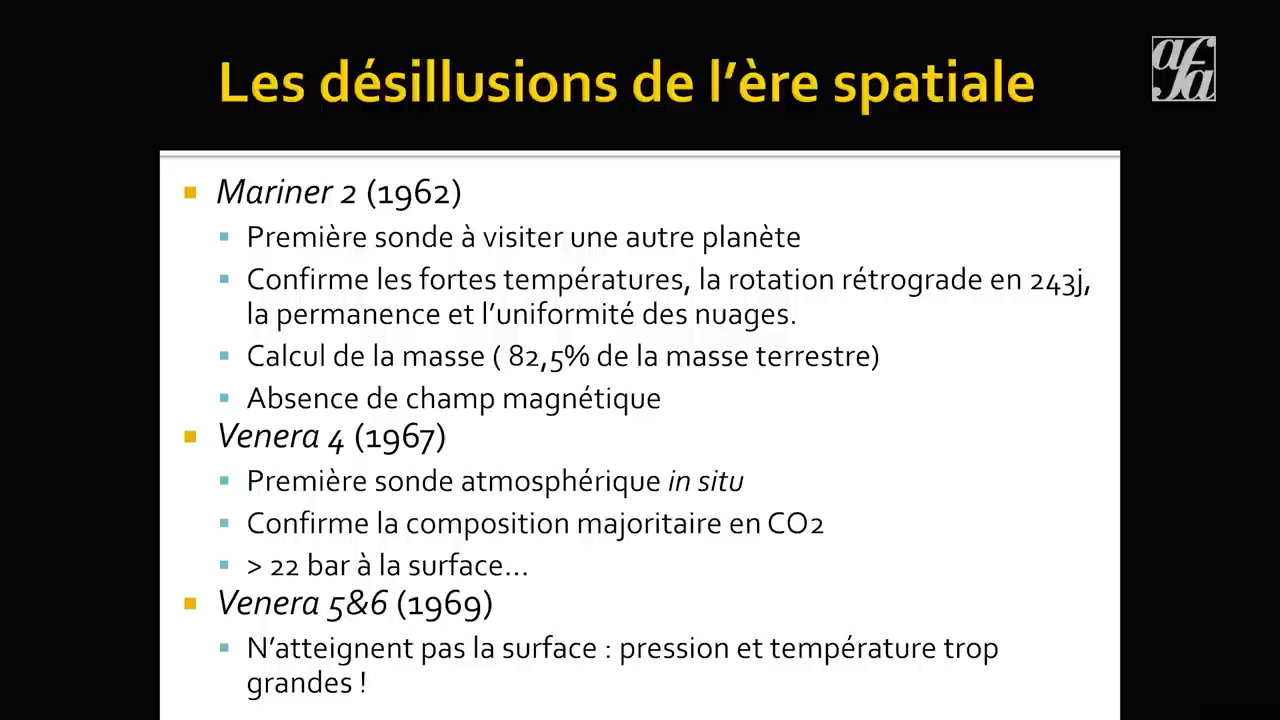 Les désillusions de l'ère spatiale
afa
Mariner 2 (1962)
Première sonde à visiter une autre planète
Confirme les fortes températures, la rotation rétrograde en 243j,
la permanence et l'uniformité des nuages.
Calcul de la masse ( 82,5% de la masse terrestre)
Absence de champ magnétique
Venera 4 (1967)
Première sonde atmosphérique in situ
Confirme la composition majoritaire en CO2
> 22 bar à la surface…
Venera 5&6 (1969)
N'atteignent pas la surface : pression et température trop
grandes !